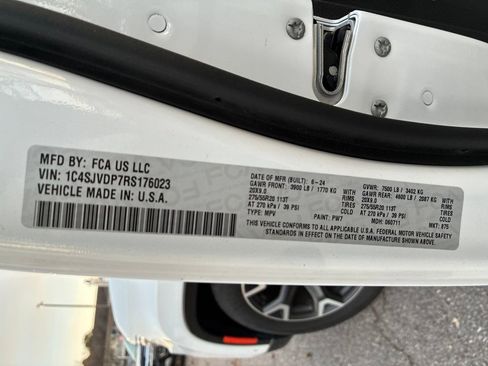 MFD BY: FCA US LLC
VIN: 1C4SJVDP7RS176023
VEHICLE MADE IN U.S.A.
DATE OF MFR (BUILT): 6-24 GVWR: 7500 LB / 3402 KG
GAWR FRONT: 3900 LB / 1770 KG WITH GAWR REAR: 4600 LB / 2087 KG WITH
20X9.0 RIMS 20X9.0 RIMS
275/55R20 113T TIRES 275/55R20 113T TIRES
AT 270 kPa / 39 PSI COLD AT 270 kPa / 39 PSI COLD
TYPE: MPV PAINT: PW7 MDH: 060711 MKT: 875
THIS VEHICLE CONFORMS TO ALL APPLICABLE U.S.A. FEDERAL MOTOR VEHICLE SAFETY
STANDARDS IN EFFECT ON THE DATE OF MANUFACTURE SHOWN ABOVE.